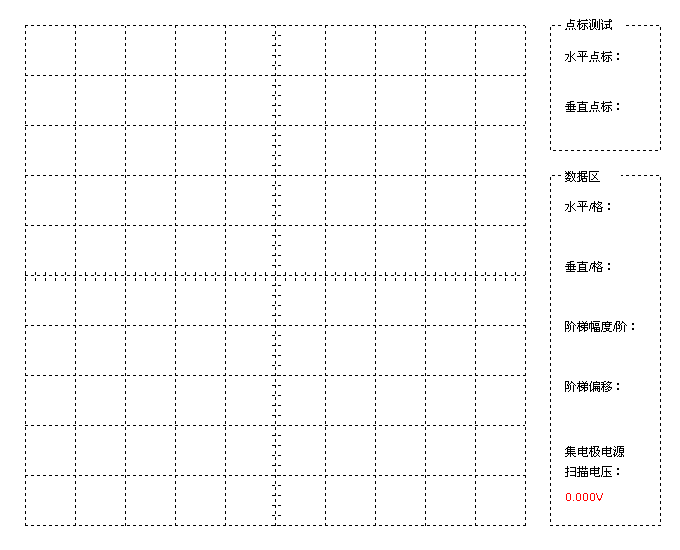 点标测试
水平点标：
垂直点标：
数据区
水平/格：
垂直/格：
阶梯幅度/阶：
阶梯偏移：
集电极电源
扫描电压：
0.000V